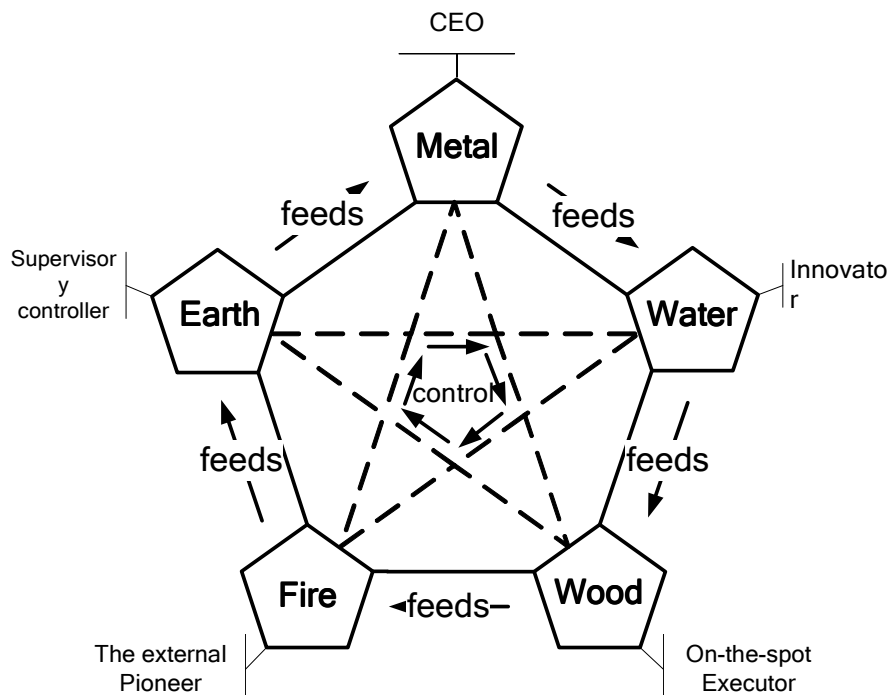 CEO
Metal
feeds
feeds
Supervisor
y
controller
Earth
Water
Innovato
r
control
feeds
feeds
Fire
feeds
Wood
The external
Pioneer
On-the-spot
Executor